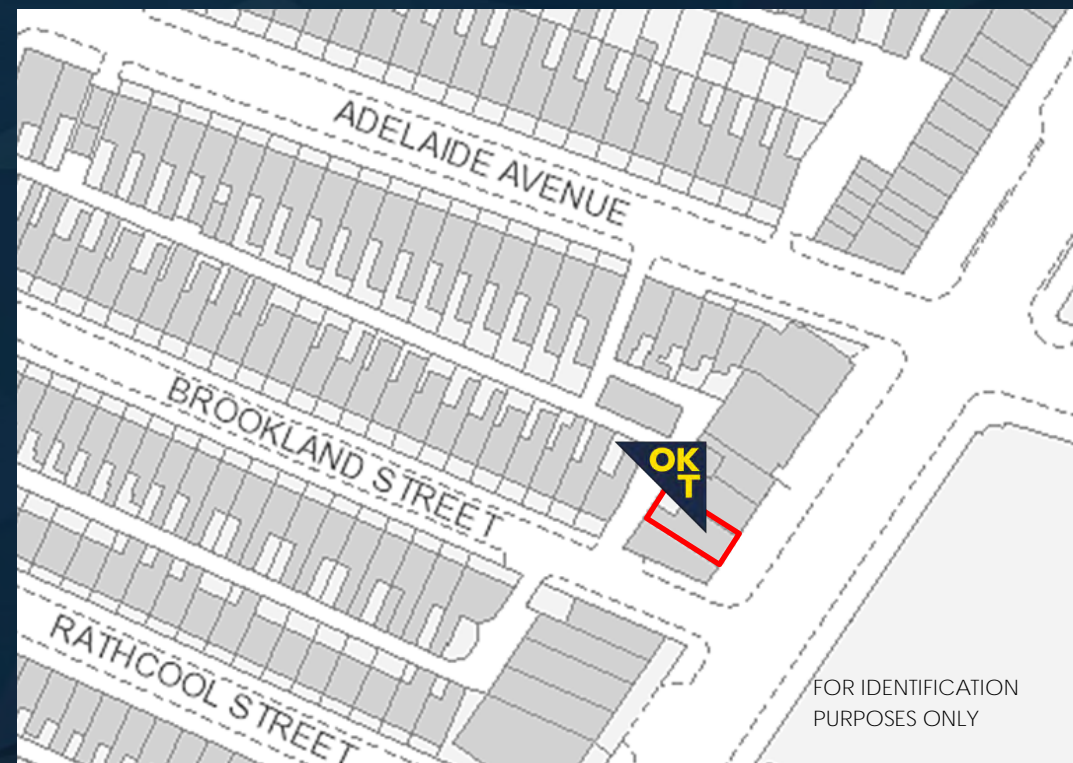 ADELAIDE AVENUE
BROOKLAND STREET
OK
T
RATHCOOL STREET
FOR IDENTIFICATION
PURPOSES ONLY